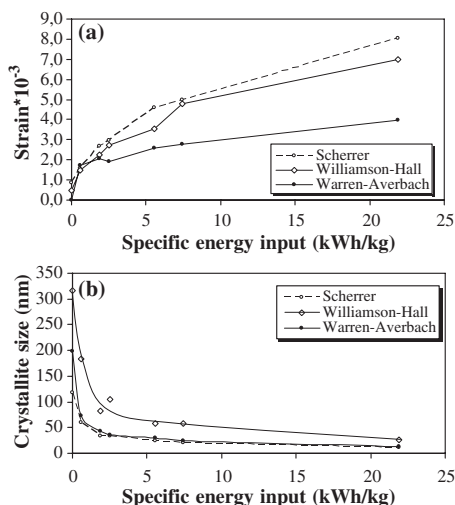 (a)
Strain*10-3
9,0
8,0
7,0
6,0
5,0
4,0
3,0
2,0
1,0
0,0
Scherrer
Williamson-Hall
Warren-Averbach
0 5 10 15 20 25
Specific energy input (kWh/kg)
(b)
Crystallite size (nm)
350
300
250
200
150
100
50
0
Scherrer
Williamson-Hall
Warren-Averbach
0 5 10 15 20 25
Specific energy input (kWh/kg)